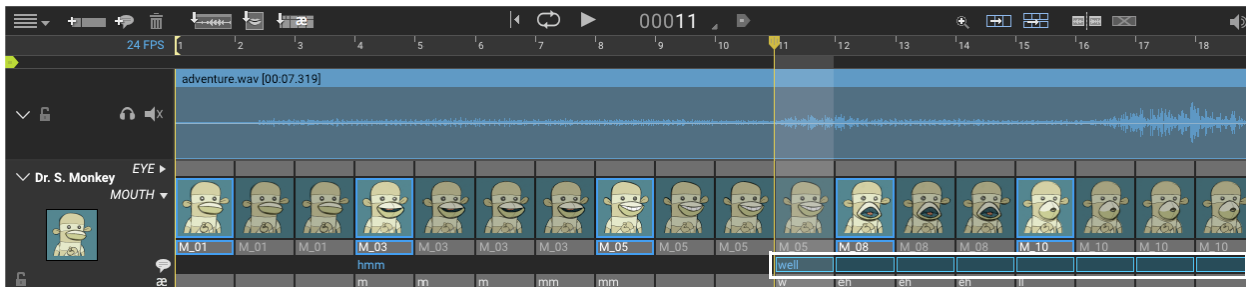 00011
24 FPS 1 2 3 4 5 6 7 8 9 10 11 12 13 14 15 16 17 18
adventure.wav [00:07.319]
EYE
Dr. S. Monkey
MOUTH
M_01 M_01 M_01 M_03 M_03 M_03 M_03 M_05 M_05 M_05 M_05 M_08 M_08 M_08 M_10 M_10 M_10 M_10
hmm well
æ m m m mm mm w eh eh eh ll